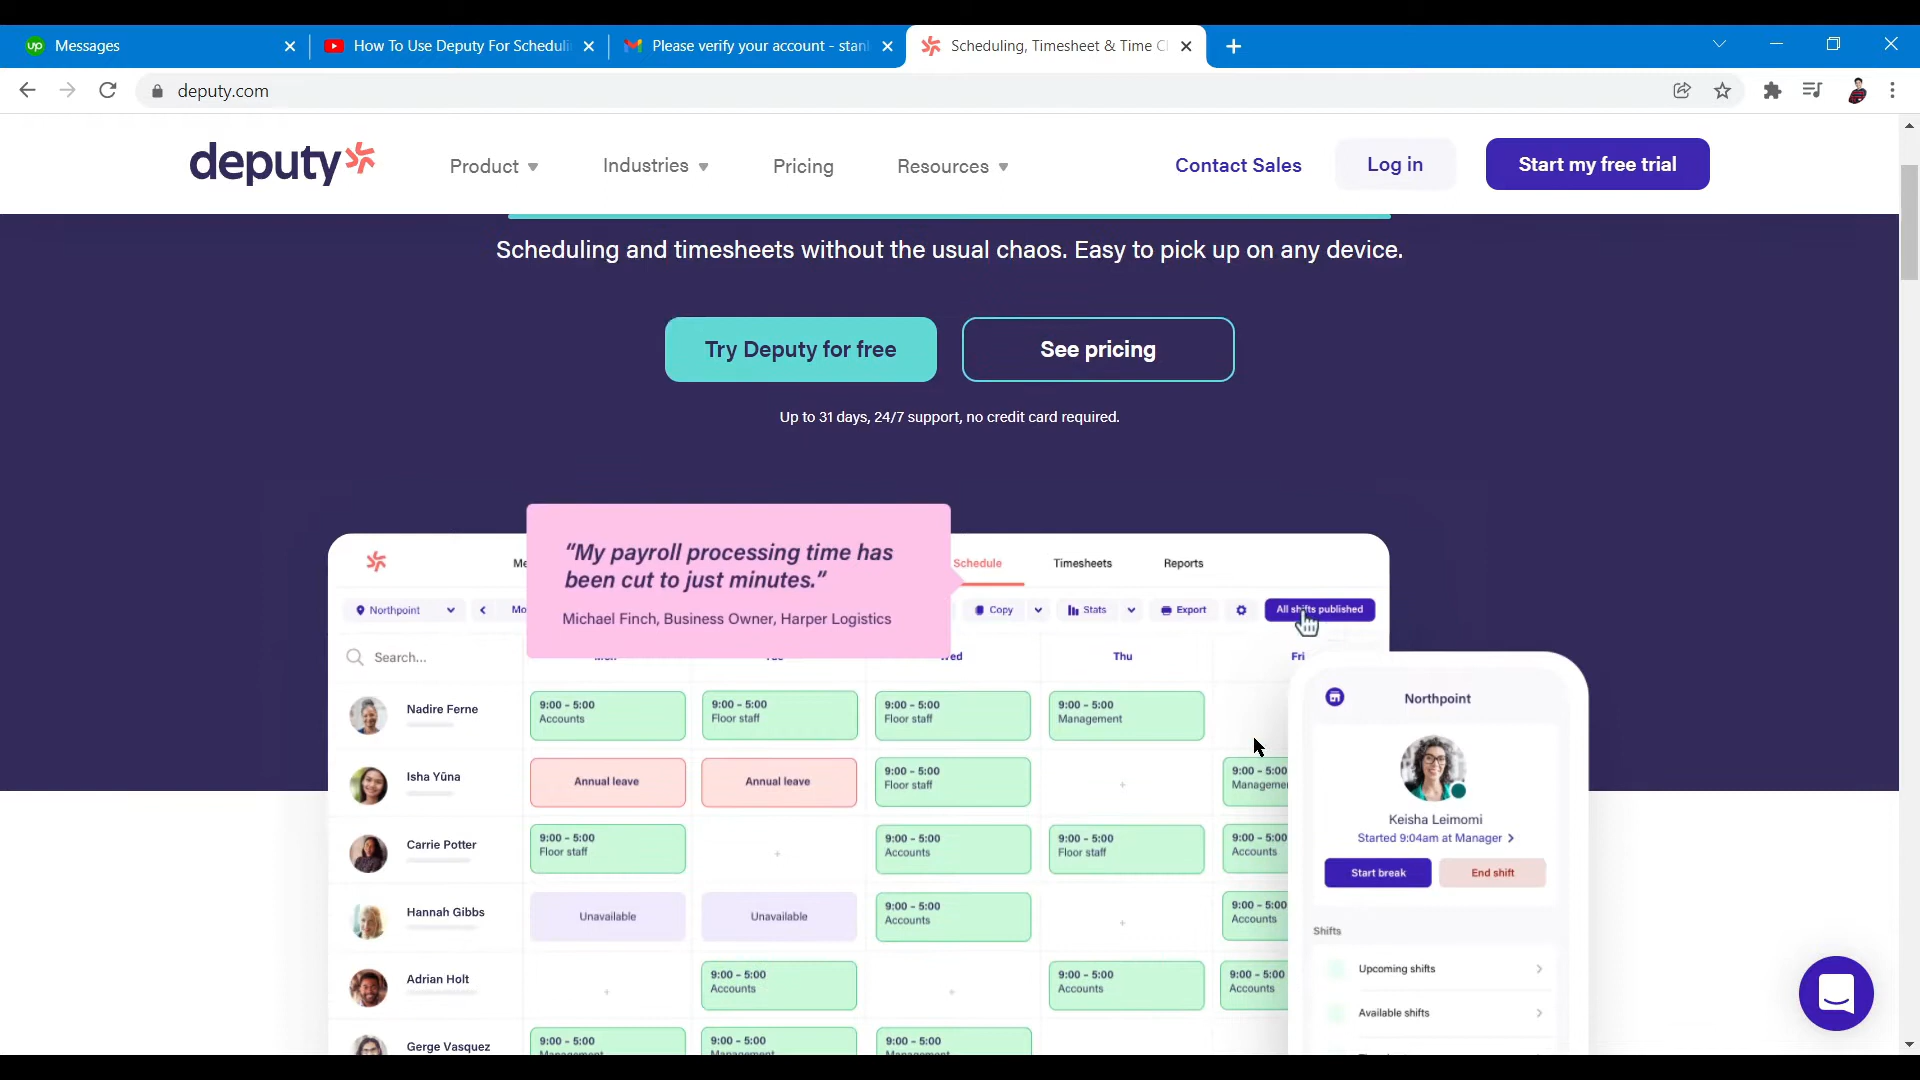 Messages
How To Use Deputy For Scheduli
Please verify your account - stan
Scheduling, Timesheet & Time Cl
deputy.com
deputy
Product
Industries
Pricing
Resources
Contact Sales
Log in
Start my free trial
Scheduling and timesheets without the usual chaos. Easy to pick up on any device.
Try Deputy for free
See pricing
Up to 31 days, 24/7 support, no credit card required.
"My payroll processing time has
been cut to just minutes."
Michael Finch, Business Owner, Harper Logistics
Me
Schedule
Timesheets
Reports
Northpoint
Mo
Copy
Stats
Export
All shifts published
Search...
Thu
Fri
Nadire Ferne
9:00 – 5:00
Accounts
9:00 – 5:00
Floor staff
9:00 – 5:00
Floor staff
9:00 – 5:00
Management
Isha Yūna
Annual leave
Annual leave
9:00 – 5:00
Floor staff
9:00 – 5:00
Manageme
Carrie Potter
9:00 – 5:00
Floor staff
9:00 – 5:00
Accounts
9:00 – 5:00
Floor staff
9:00 – 5:00
Accounts
Hannah Gibbs
Unavailable
Unavailable
9:00 – 5:00
Accounts
9:00 – 5:00
Accounts
Adrian Holt
9:00 – 5:00
Accounts
9:00 – 5:00
Accounts
9:00 – 5:00
Accounts
Gerge Vasquez
9:00 – 5:00
Management
9:00 – 5:00
Management
9:00 – 5:00
Management
Northpoint
Keisha Leimomi
Started 9:04am at Manager
Start break
End shift
Shifts
Upcoming shifts
Available shifts